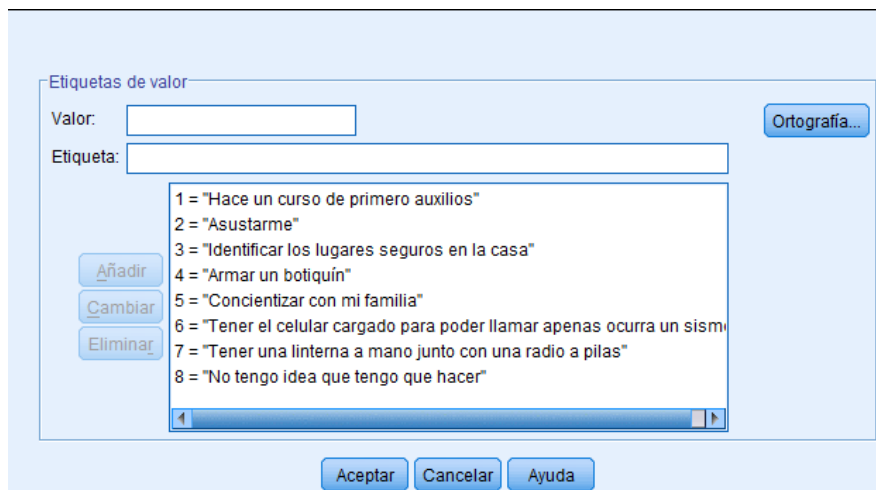 Etiquetas de valor
Valor:
Ortografía...
Etiqueta:
1 = "Hace un curso de primero auxilios"
2 = "Asustarme"
3 = "Identificar los lugares seguros en la casa"
4 = "Armar un botiquín"
5 = "Concientizar con mi familia"
6 = "Tener el celular cargado para poder llamar apenas ocurra un
7 = "Tener una linterna a mano junto con una radio a pilas"
8 = "No tengo idea que tengo que hacer"
Añadir
Cambiar
Eliminar
Aceptar Cancelar Ayuda